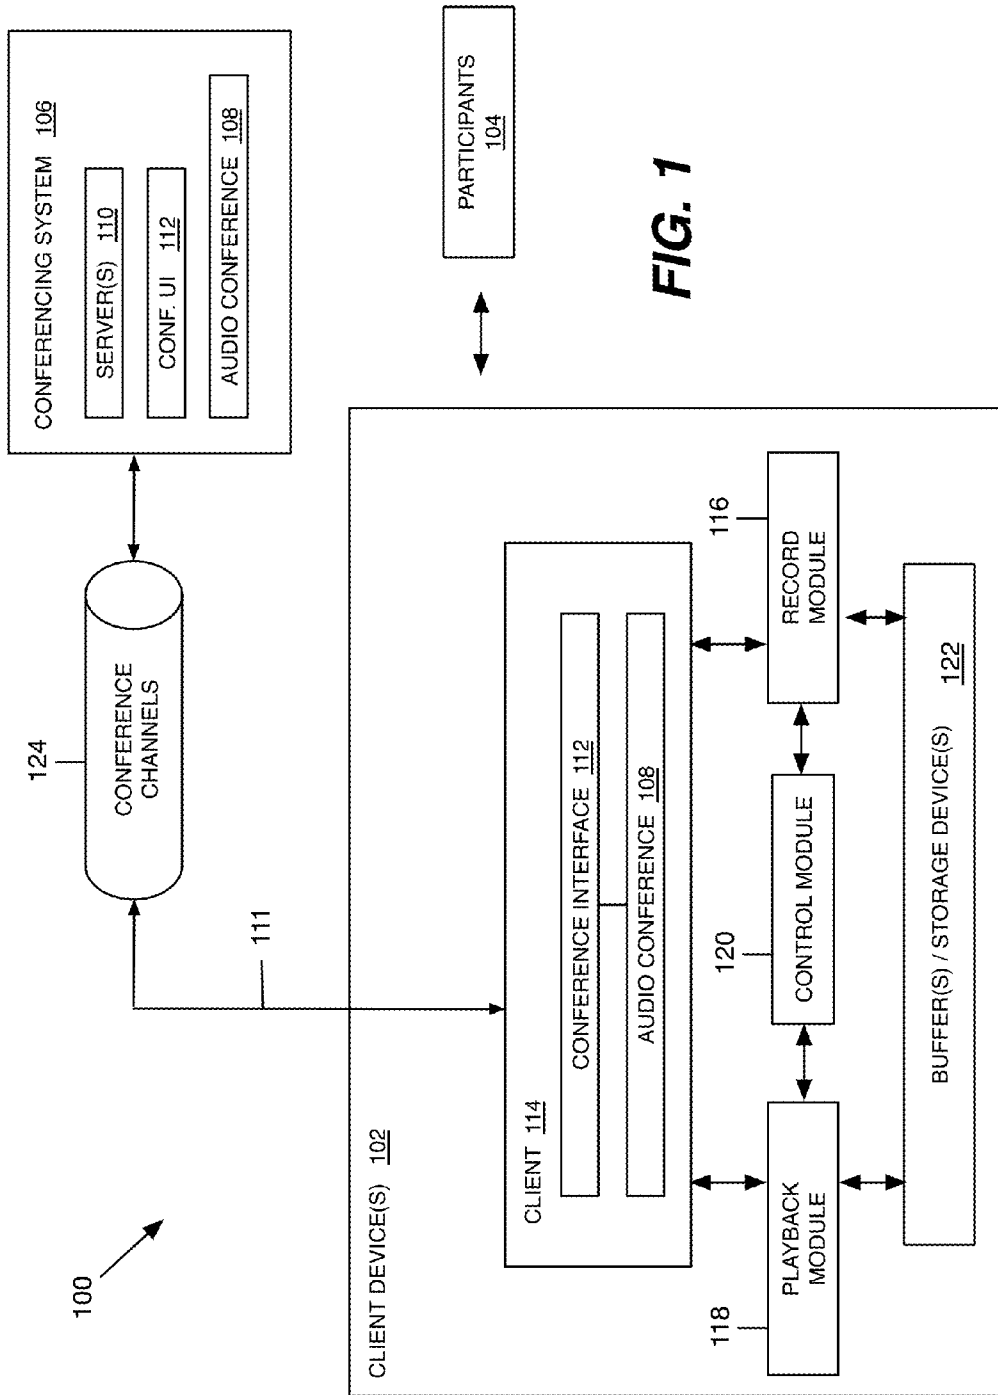 100
111
124
CONFERENCE
CHANNELS
CONFERENCING SYSTEM 106
SERVER(S) 110
CONF. UI 112
AUDIO CONFERENCE 108
CLIENT DEVICE(S) 102
CLIENT 114
CONFERENCE INTERFACE 112
AUDIO CONFERENCE 108
PARTICIPANTS
104
118
PLAYBACK
MODULE
120
CONTROL MODULE
116
RECORD
MODULE
BUFFER(S) / STORAGE DEVICE(S) 122
FIG. 1